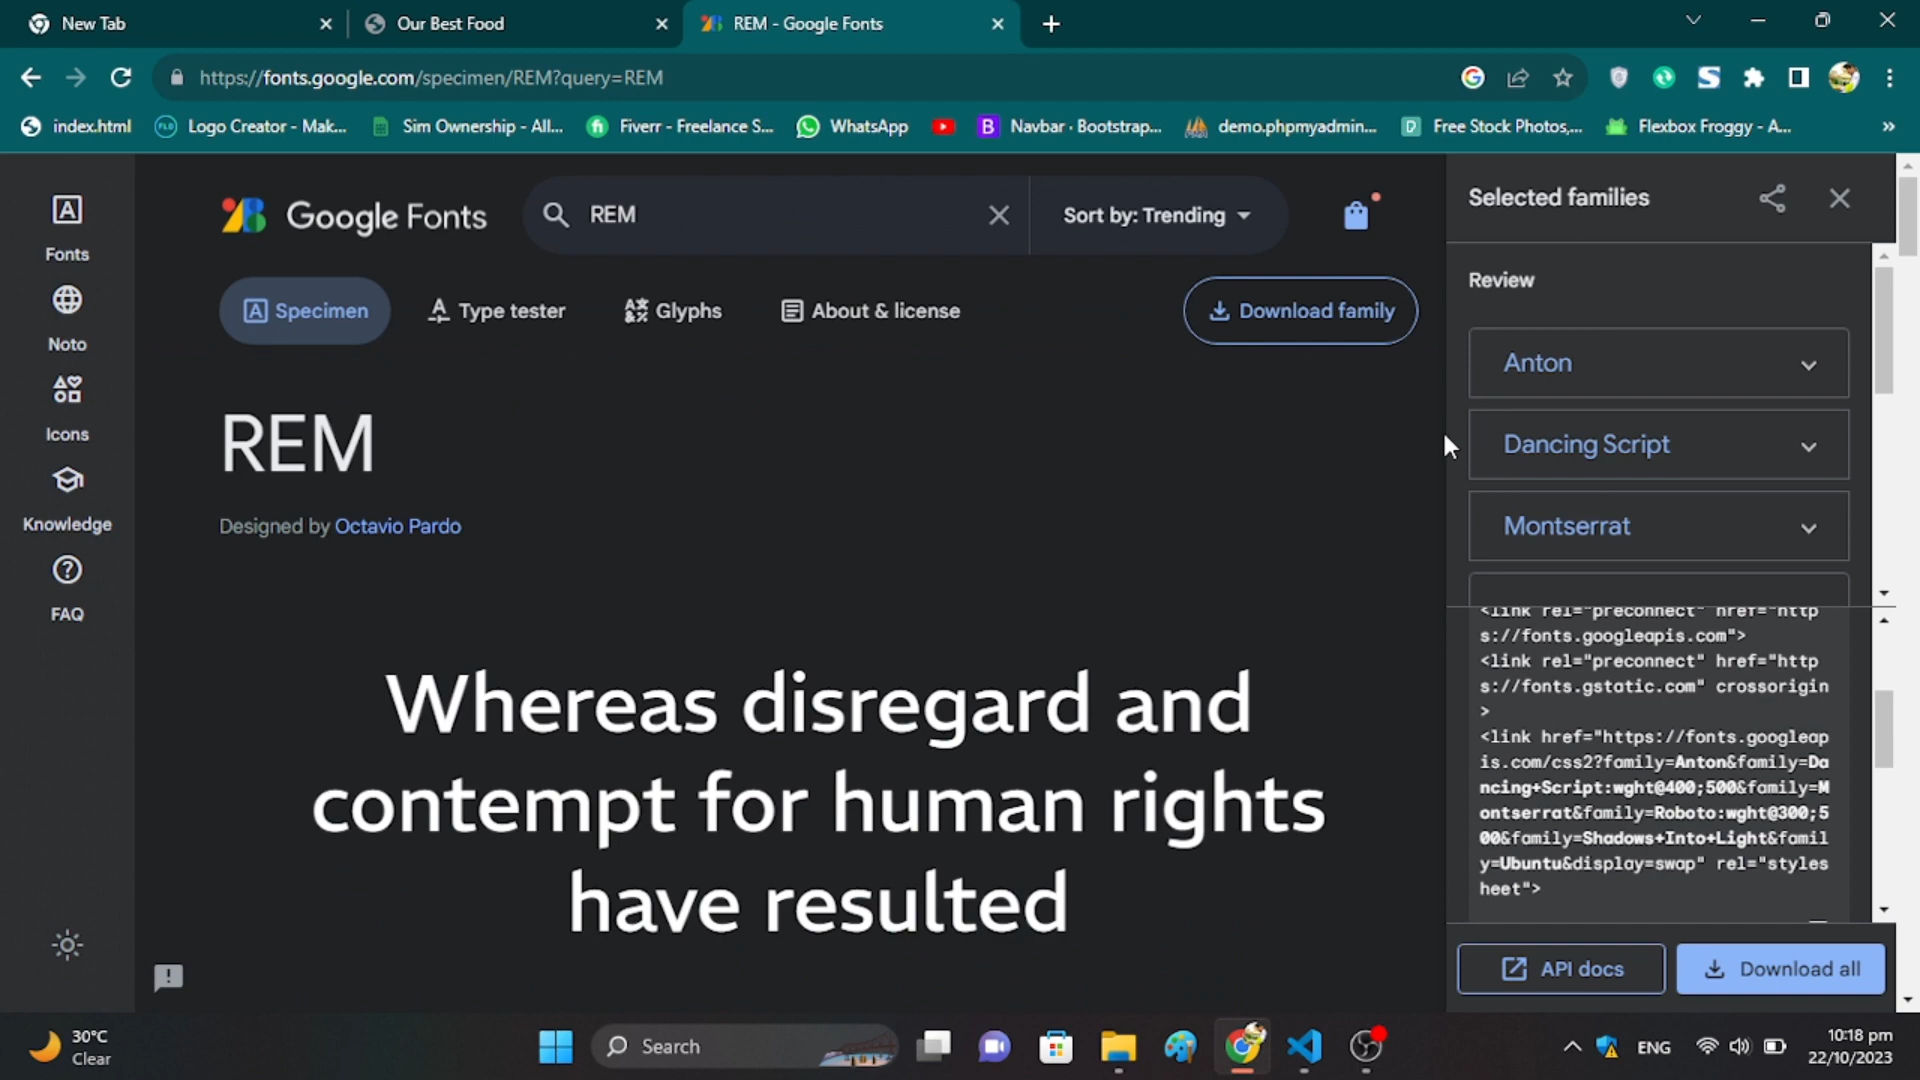 New Tab
Our Best Food
REM - Google Fonts
https://fonts.google.com/specimen/REM?query=REM
index.html
Logo Creator - Mak...
Sim Ownership - All...
Fiverr - Freelance S...
WhatsApp
Navbar · Bootstrap...
demo.phpmyadmin...
Free Stock Photos,...
Flexbox Froggy - A...
»
Fonts
Noto
Icons
Knowledge
FAQ
Google Fonts
REM
Sort by: Trending
Specimen
Type tester
Glyphs
About & license
Download family
REM
Designed by Octavio Pardo
Whereas disregard and
contempt for human rights
have resulted
Selected families
Review
Anton
Dancing Script
Montserrat
<link rel="preconnect" href="http
s://fonts.googleapis.com">
<link rel="preconnect" href="http
s://fonts.gstatic.com" crossorigin
>
<link href="https://fonts.googleap
is.com/css2?family=Anton&family=Da
ncing+Script:wght@400;500&family=M
ontserrat&family=Roboto:wght@300;5
00&family=Shadows+Into+Light&famil
y=Ubuntu&display=swap" rel="styles
heet">
API docs
Download all
30°C
Clear
Search
ENG
10:18 pm
22/10/2023